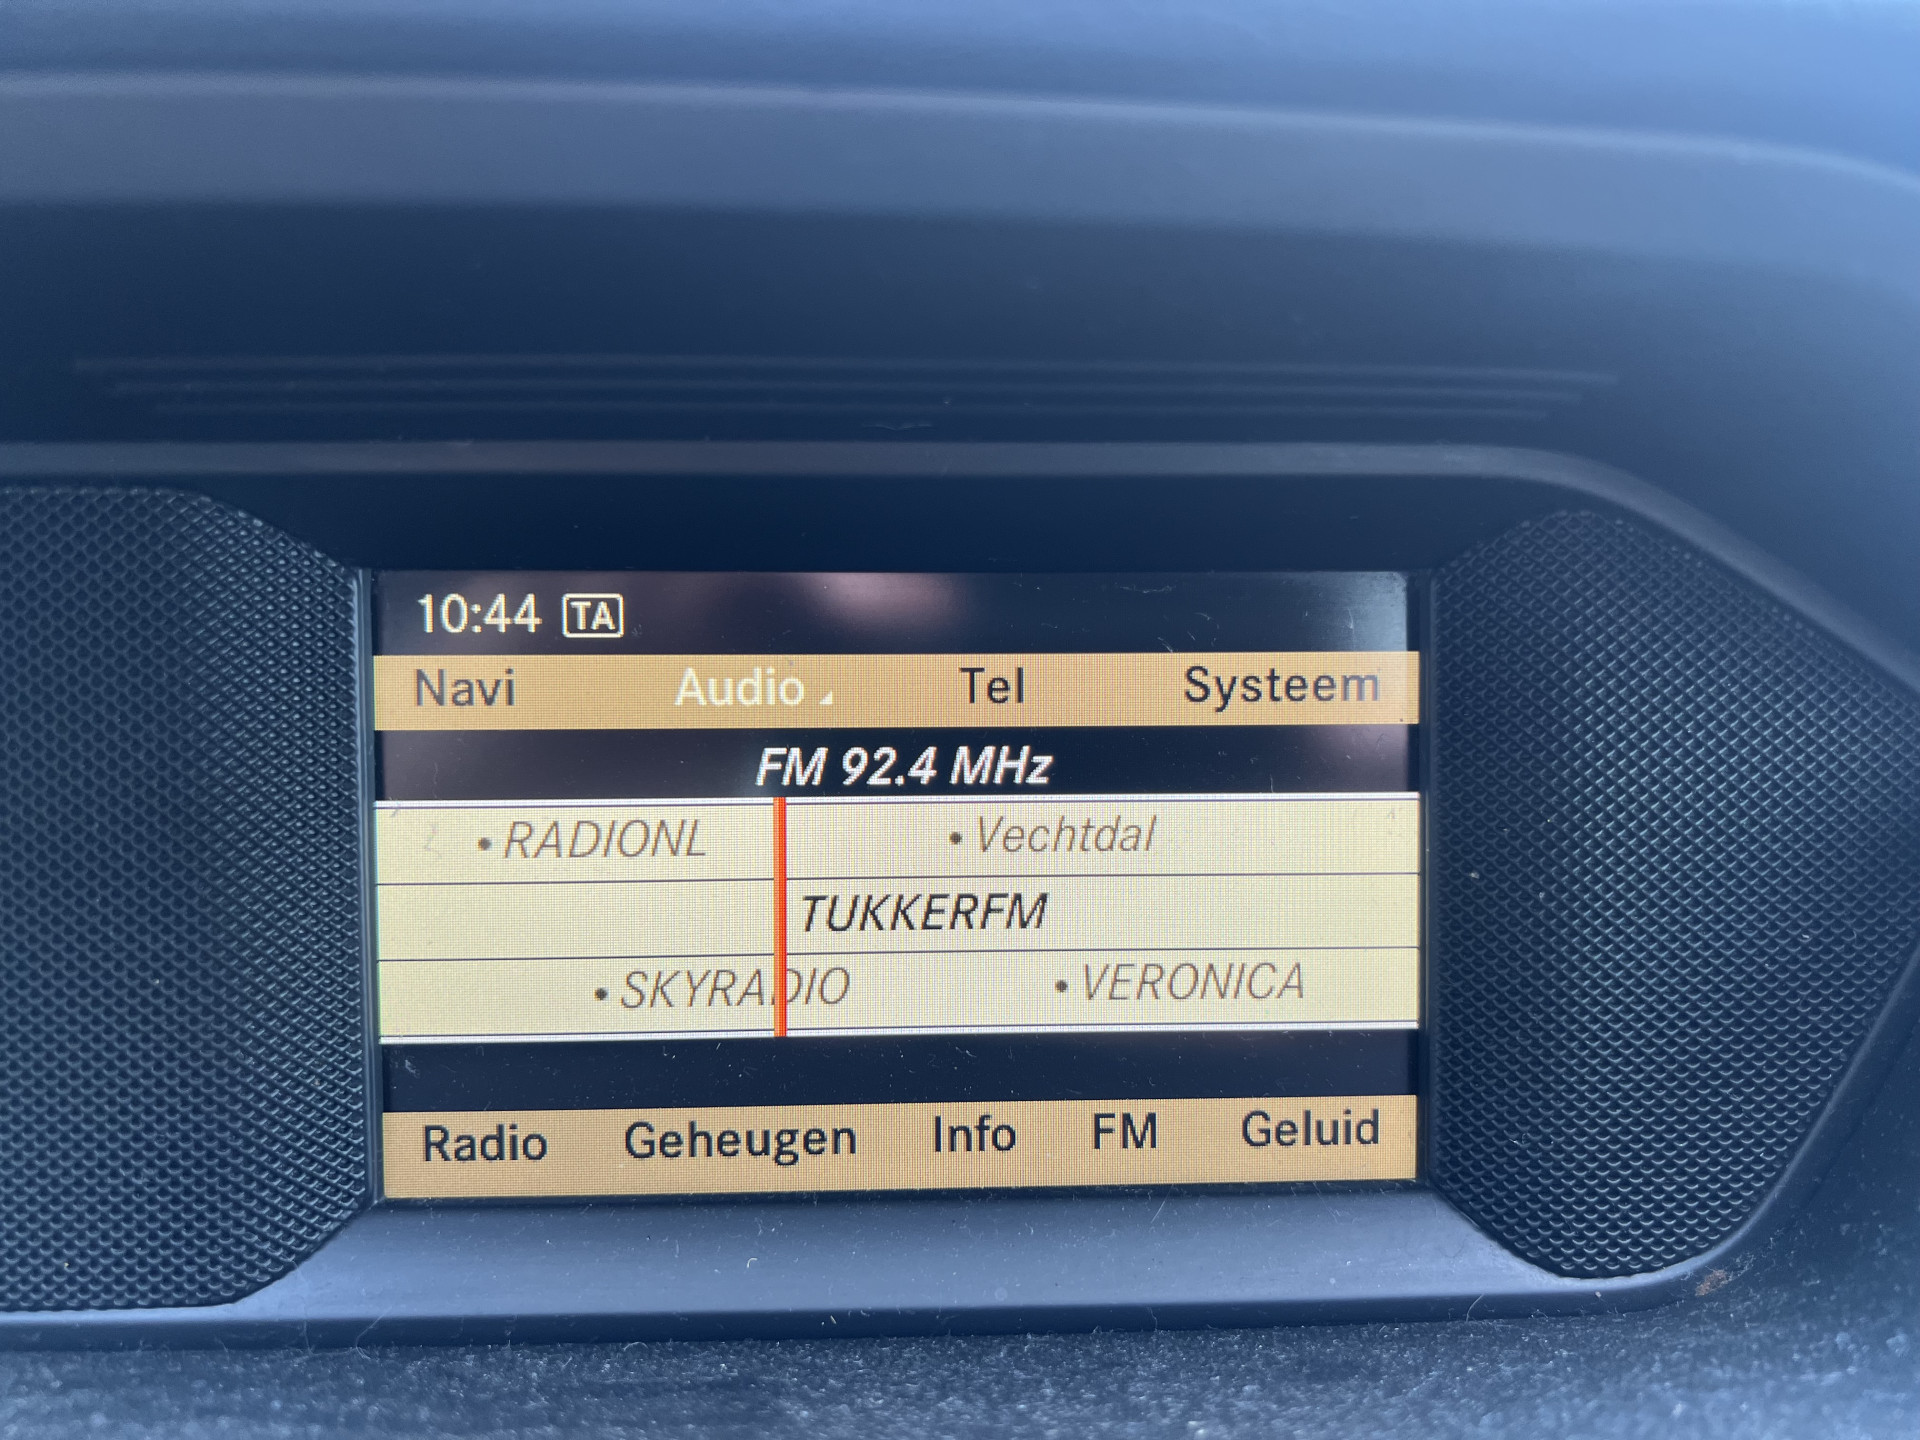 10:44 TA
Navi Audio Tel Systeem
FM 92.4 MHz
• RADIONL • Vechtdal
TUKKERFM
• SKYRADIO • VERONICA
Radio Geheugen Info FM Geluid